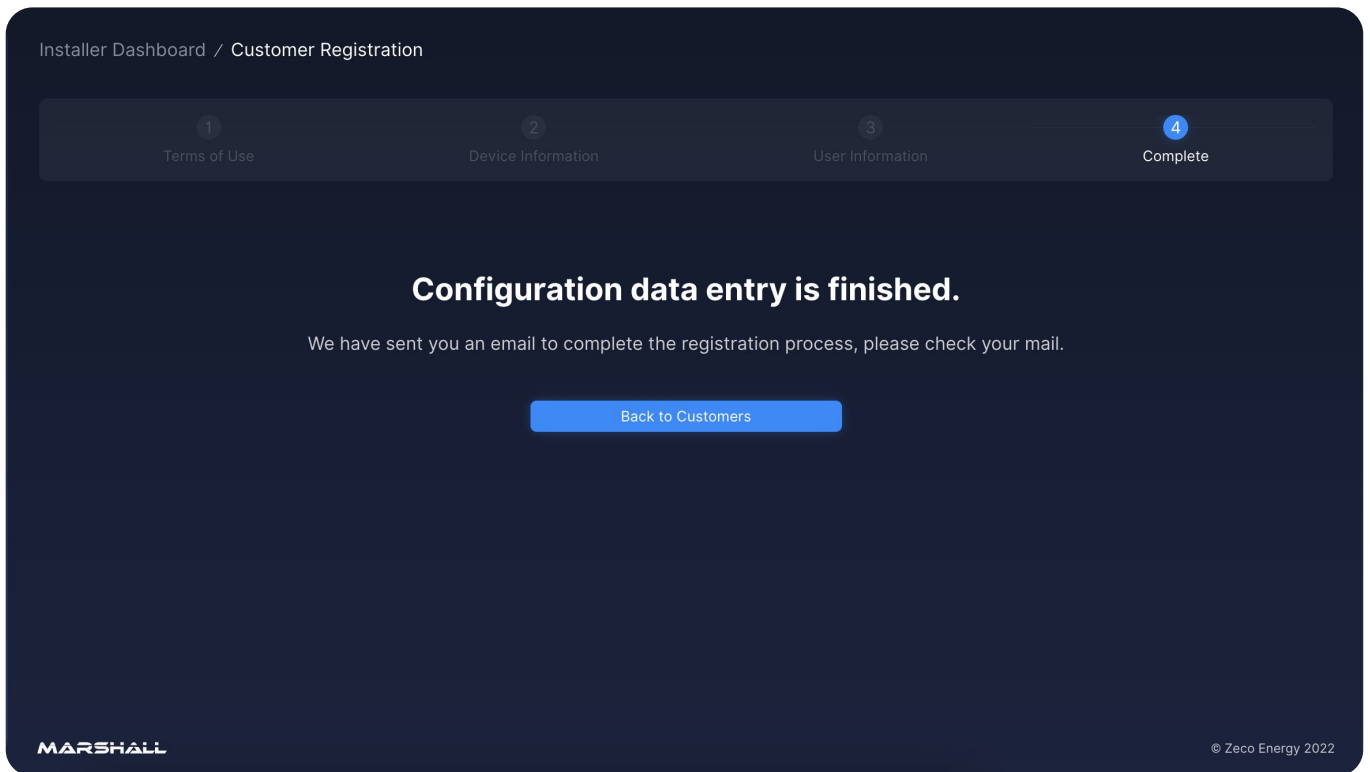 Installer Dashboard / Customer Registration
1 2 3 4
Terms of Use Device Information User Information Complete
Configuration data entry is finished.
We have sent you an email to complete the registration process, please check your mail.
Back to Customers
MARSHALL © Zeco Energy 2022